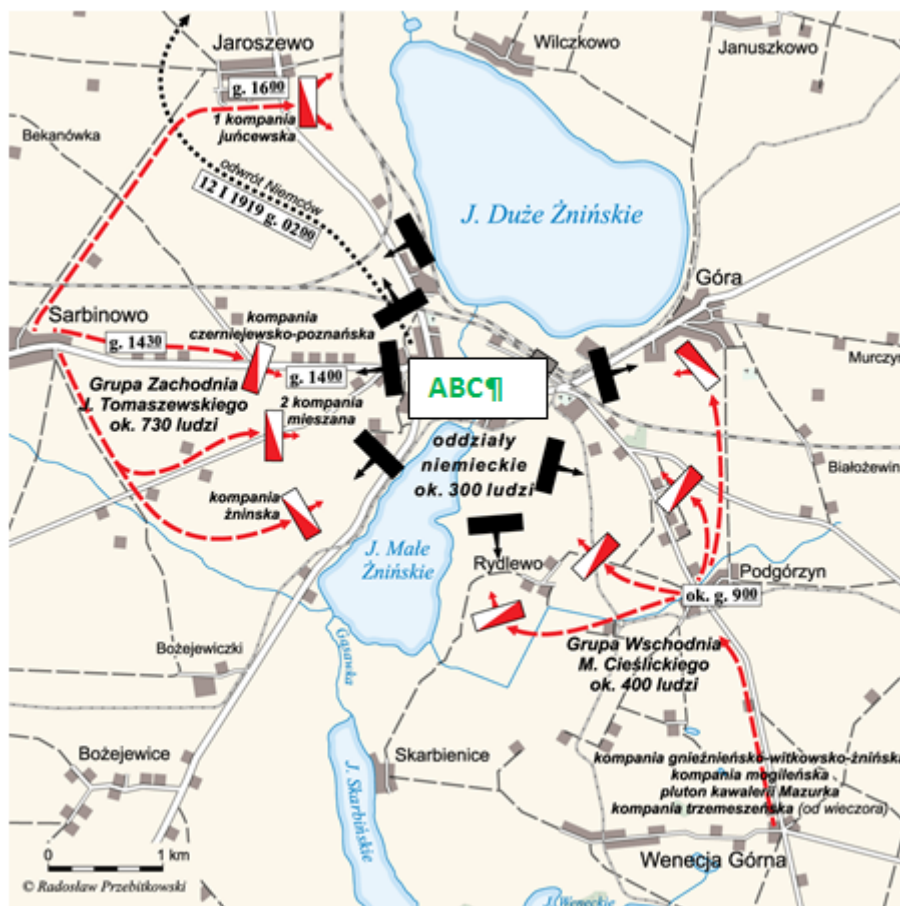 Jaroszewo
Wilczkowo
Januszkowo
g. 16⁰⁰
1 kompania
juńcewska
Bekanówka
odwrót Niemców
12 I 1919 g. 02⁰⁰
J. Duże Żnińskie
Góra
Sarbinowo
kompania
czerniejewsko-poznańska
g. 14³⁰
g. 14⁰⁰
Murczyn
Grupa Zachodnia
J. Tomaszewskiego
ok. 730 ludzi
2 kompania
mieszana
ABC¶
oddziały
niemieckie
ok. 300 ludzi
Białożewin
kompania
żnińska
J. Małe
Żnińskie
Rydlewo
Podgórzyn
ok. g. 9⁰⁰
Grupa Wschodnia
M. Cieślickiego
ok. 400 ludzi
Bożejewiczki
Gąsawka
Bożejewice
Skarbienice
J. Skarbińskie
kompania gnieźnieńsko-witkowsko-żnińska
kompania mogileńska
pluton kawalerii Mazurka
kompania trzemeszeńska (od wieczora)
Wenecja Górna
0 1 km
© Radosław Przebitkowski
J. Weneckie